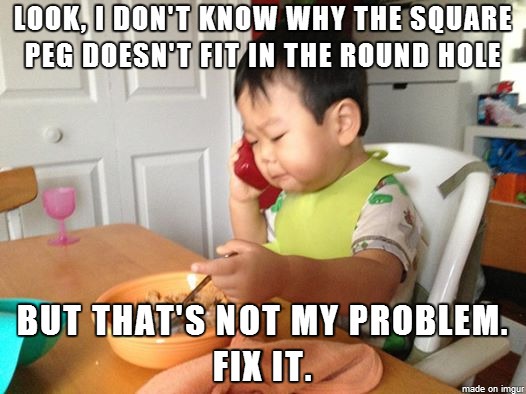 LOOK, I DON'T KNOW WHY THE SQUARE
PEG DOESN'T FIT IN THE ROUND HOLE
BUT THAT'S NOT MY PROBLEM.
FIX IT.
made on imgur